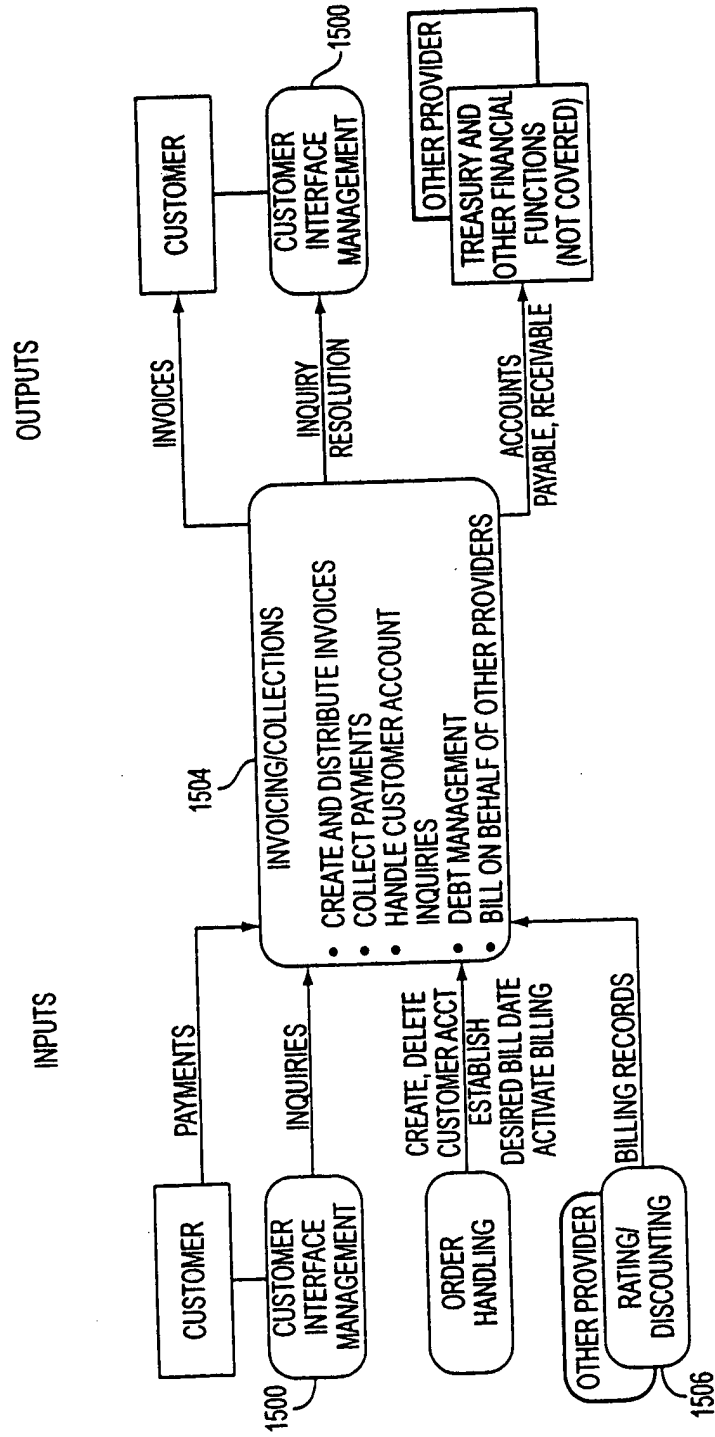 INPUTS
OUTPUTS
CUSTOMER
1500
CUSTOMER
INTERFACE
MANAGEMENT
ORDER
HANDLING
OTHER PROVIDER
RATING/
DISCOUNTING
1506
PAYMENTS
INQUIRIES
CREATE, DELETE
CUSTOMER ACCT
ESTABLISH
DESIRED BILL DATE
ACTIVATE BILLING
BILLING RECORDS
1504
INVOICING/COLLECTIONS
• CREATE AND DISTRIBUTE INVOICES
• COLLECT PAYMENTS
• HANDLE CUSTOMER ACCOUNT
INQUIRIES
• DEBT MANAGEMENT
• BILL ON BEHALF OF OTHER PROVIDERS
INVOICES
INQUIRY
RESOLUTION
ACCOUNTS
PAYABLE, RECEIVABLE
CUSTOMER
1500
CUSTOMER
INTERFACE
MANAGEMENT
OTHER PROVIDER
TREASURY AND
OTHER FINANCIAL
FUNCTIONS
(NOT COVERED)